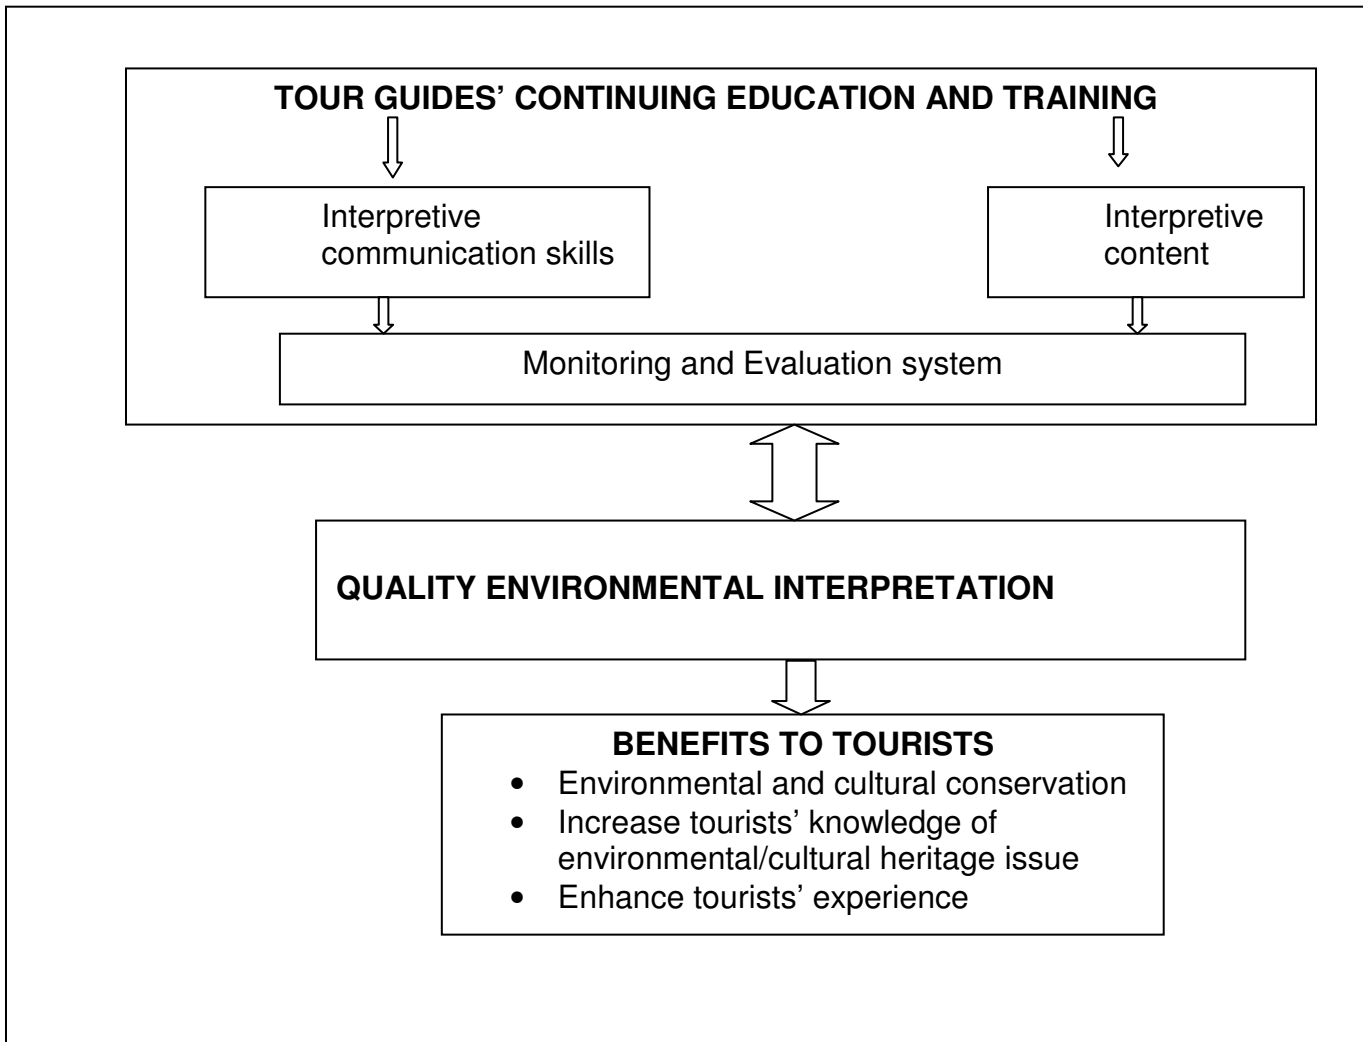 TOUR GUIDES’ CONTINUING EDUCATION AND TRAINING
Interpretive
communication skills
Interpretive
content
Monitoring and Evaluation system
QUALITY ENVIRONMENTAL INTERPRETATION
BENEFITS TO TOURISTS
• Environmental and cultural conservation
• Increase tourists’ knowledge of
environmental/cultural heritage issue
• Enhance tourists’ experience